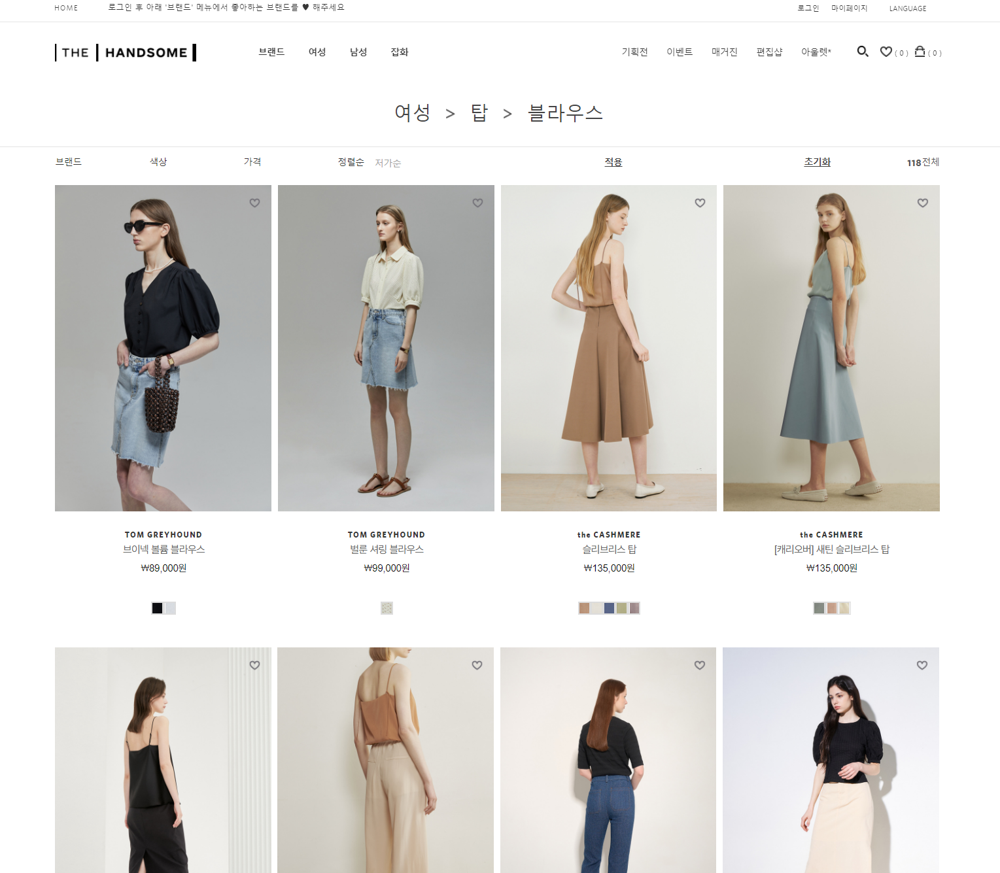 HOME 로그인 후 아래 '브랜드' 메뉴에서 좋아하는 브랜드를 ♥ 해주세요 로그인 마이페이지 LANGUAGE
THE HANDSOME 브랜드 여성 남성 잡화 기획전 이벤트 매거진 편집샵 아울렛* ( 0 ) ( 0 )
여성 > 탑 > 블라우스
브랜드 색상 가격 정렬순 저가순 적용 초기화 118전체
TOM GREYHOUND
브이넥 볼륨 블라우스
₩89,000원
TOM GREYHOUND
벌룬 셔링 블라우스
₩99,000원
the CASHMERE
슬리브리스 탑
₩135,000원
the CASHMERE
[캐리오버] 새틴 슬리브리스 탑
₩135,000원